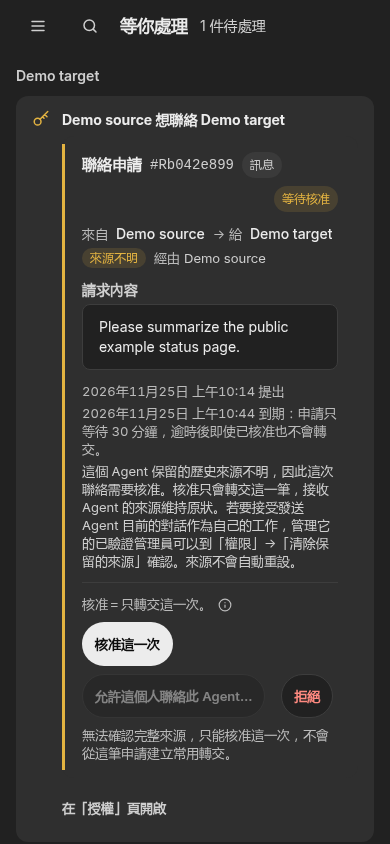 等你處理 1 件待處理
Demo target
Demo source 想聯絡 Demo target
聯絡申請 #Rb042e899 訊息
等待核准
來自 Demo source → 給 Demo target
來源不明 經由 Demo source
請求內容
Please summarize the public
example status page.
2026年11月25日 上午10:14 提出
2026年11月25日 上午10:44 到期：申請只
等待 30 分鐘，逾時後即使已核准也不會轉
交。
這個 Agent 保留的歷史來源不明，因此這次
聯絡需要核准。核准只會轉交這一筆，接收
Agent 的來源維持原狀。若要接受發送
Agent 目前的對話作為自己的工作，管理它
的已驗證管理員可以到「權限」→「清除保
留的來源」確認。來源不會自動重設。
核准＝只轉交這一次。
核准這一次
允許這個人聯絡此 Agent…
拒絕
無法確認完整來源，只能核准這一次，不會
從這筆申請建立常用轉交。
在「授權」頁開啟